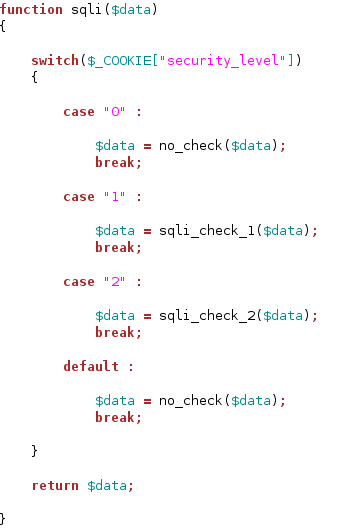 function sqli($data)
{
switch($_COOKIE["security_level"])
{
case "0" :
$data = no_check($data);
break;
case "1" :
$data = sqli_check_1($data);
break;
case "2" :
$data = sqli_check_2($data);
break;
default :
$data = no_check($data);
break;
}
return $data;
}